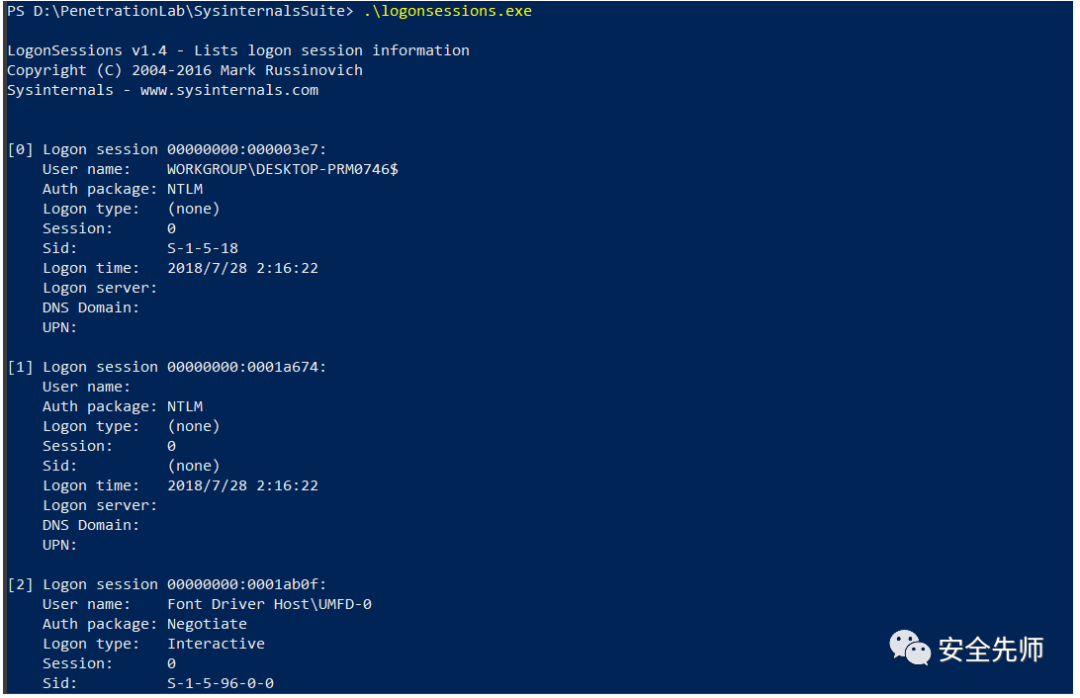 PS D:\PenetrationLab\SysinternalsSuite> .\logonsessions.exe
LogonSessions v1.4 - Lists logon session information
Copyright (C) 2004-2016 Mark Russinovich
Sysinternals - www.sysinternals.com
[0] Logon session 00000000:000003e7:
User name: WORKGROUP\DESKTOP-PRM0746$
Auth package: NTLM
Logon type: (none)
Session: 0
Sid: S-1-5-18
Logon time: 2018/7/28 2:16:22
Logon server:
DNS Domain:
UPN:
[1] Logon session 00000000:0001a674:
User name:
Auth package: NTLM
Logon type: (none)
Session: 0
Sid: (none)
Logon time: 2018/7/28 2:16:22
Logon server:
DNS Domain:
UPN:
[2] Logon session 00000000:0001ab0f:
User name: Font Driver Host\UMFD-0
Auth package: Negotiate
Logon type: Interactive
Session: 0
Sid: S-1-5-96-0-0
安全先师